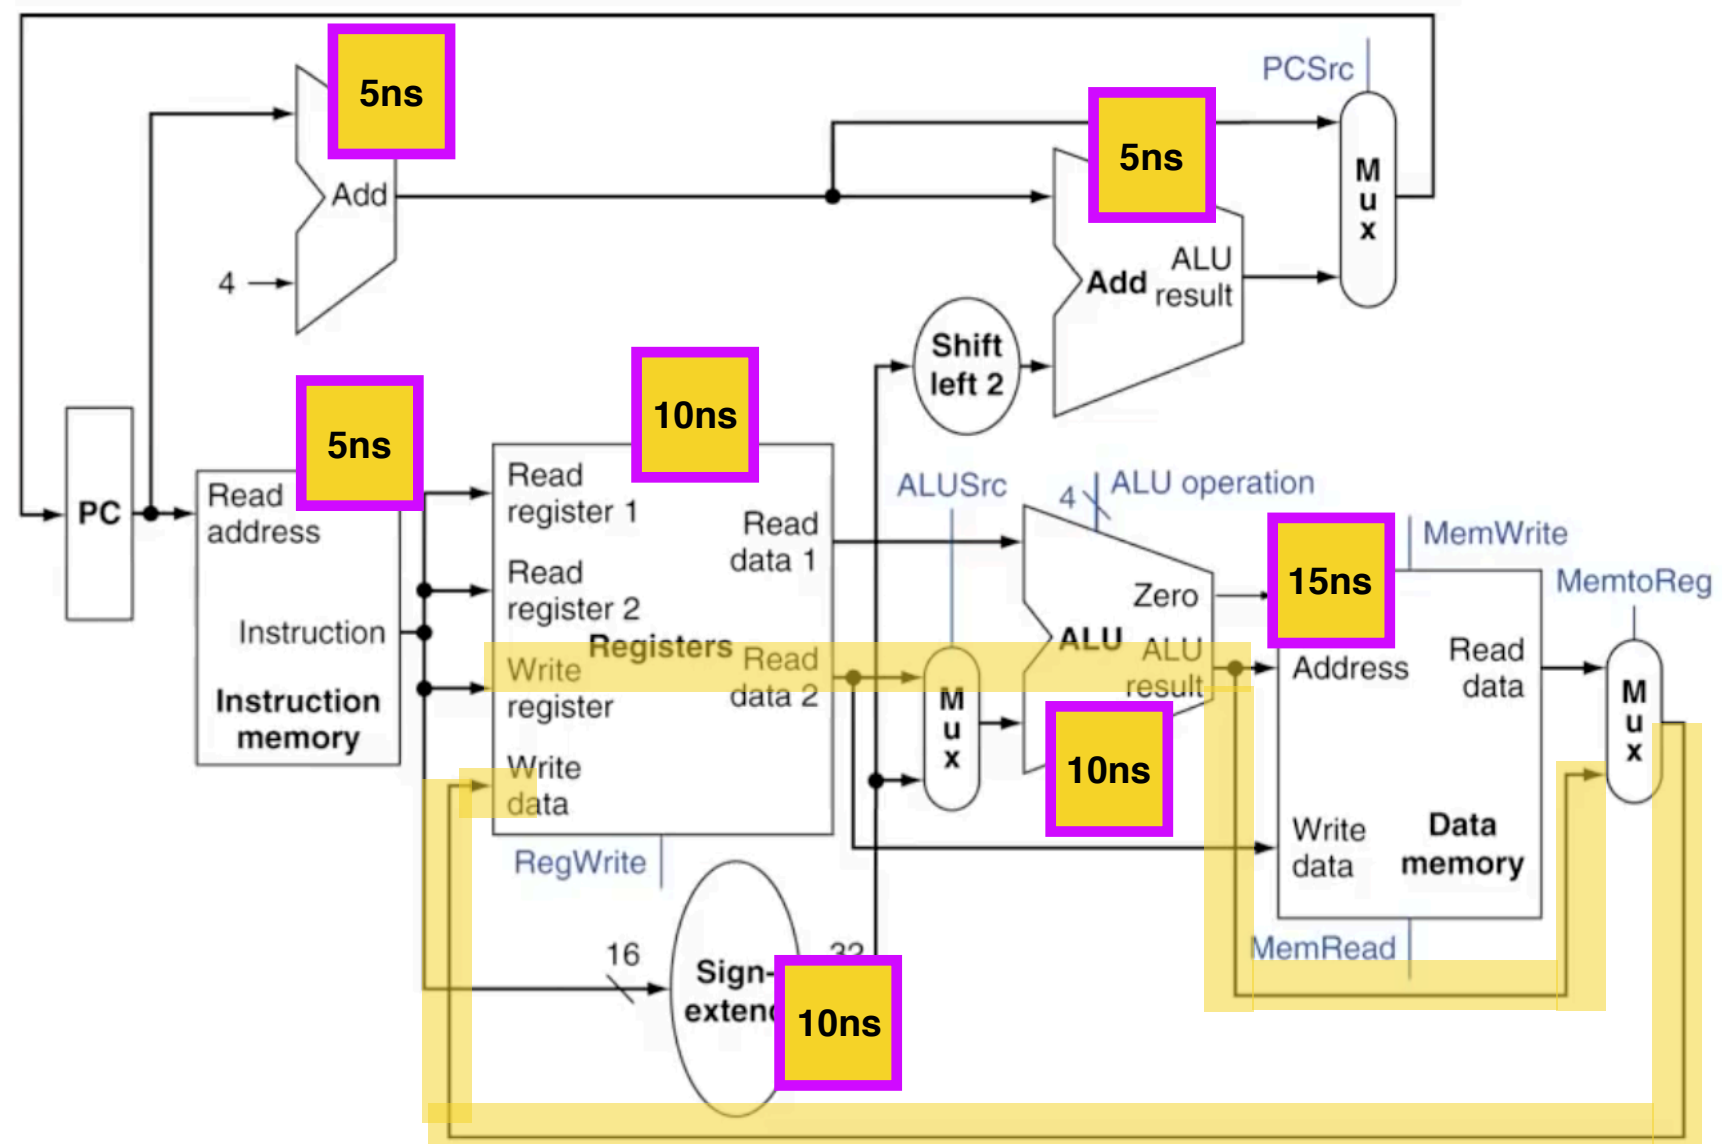 5ns
PCSrc
5ns
Add
M
u
x
4
Add
ALU
result
Shift
left 2
5ns
10ns
PC
Read
address
Instruction
Instruction
memory
Read
register 1
Read
register 2
Registers
Write
register
Write
data
Read
data 1
Read
data 2
RegWrite
ALUSrc
M
u
x
4
ALU operation
Zero
ALU
ALU
result
10ns
15ns
MemWrite
MemtoReg
Address
Read
data
Write
data
Data
memory
MemRead
M
u
x
16
Sign-
exten
32
10ns